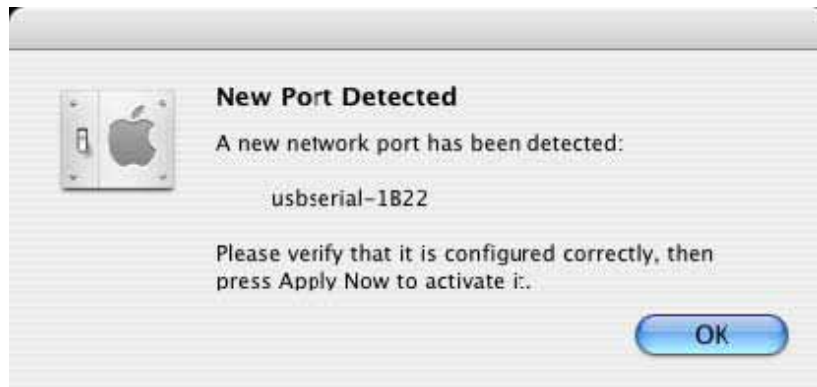 New Port Detected
A new network port has been detected:
usbserial-1B22
Please verify that it is configured correctly, then
press Apply Now to activate it.
OK